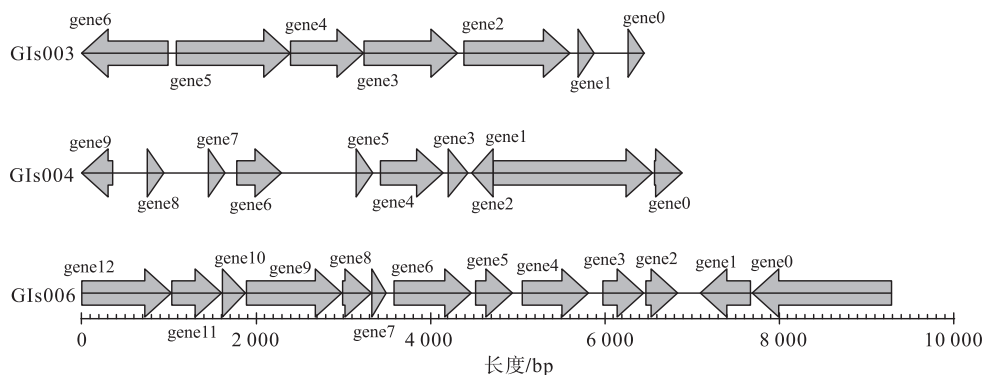 gene6 gene4 gene2 gene0
GIs003
gene5 gene3 gene1
gene9 gene7 gene5 gene3 gene1
GIs004
gene8 gene6 gene4 gene2 gene0
gene12 gene10 gene9 gene8 gene6 gene5 gene4 gene3 gene2 gene1 gene0
GIs006
gene11 gene7
0 2 000 4 000 6 000 8 000 10 000
长度/bp